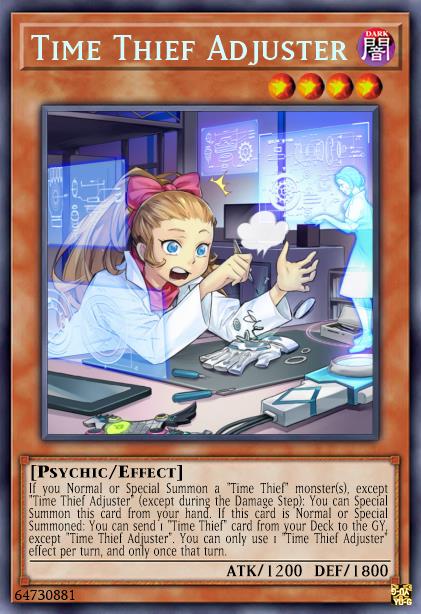 TIME THIEF ADJUSTER
DARK
闇
[PSYCHIC/EFFECT]
If you Normal or Special Summon a "Time Thief" monster(s), except
"Time Thief Adjuster" (except during the Damage Step): You can Special
Summon this card from your hand. If this card is Normal or Special
Summoned: You can send 1 "Time Thief" card from your Deck to the GY,
except "Time Thief Adjuster". You can only use 1 "Time Thief Adjuster"
effect per turn, and only once that turn.
ATK/1200 DEF/1800
64730881